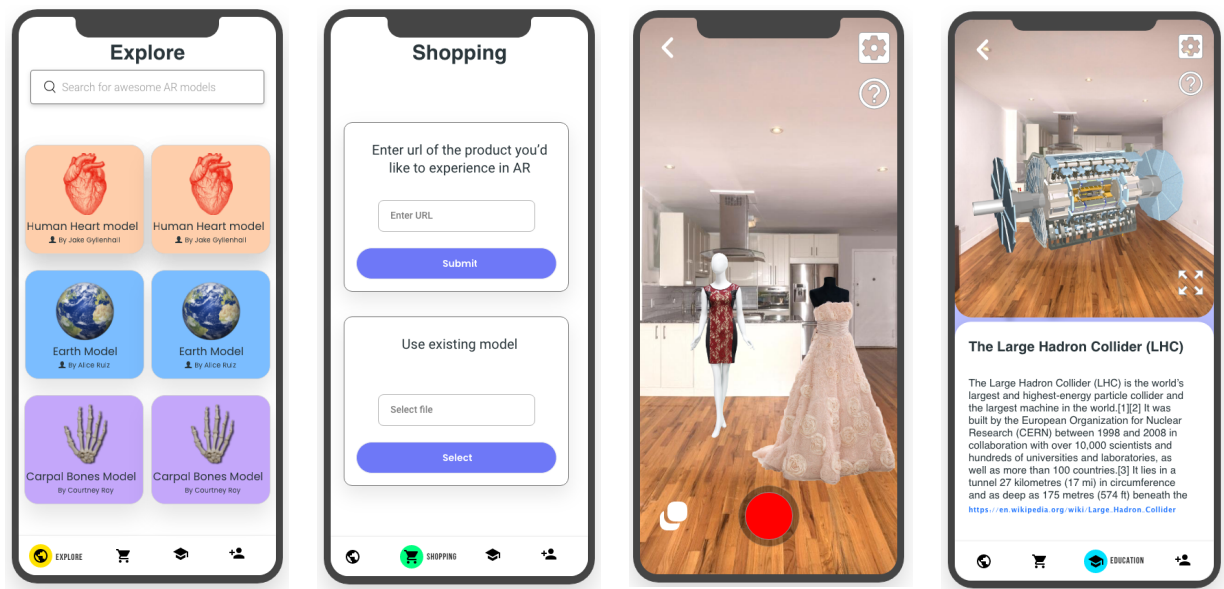 Explore
Search for awesome AR models
Human Heart model
By Jake Gyllenhall
Human Heart model
By Jake Gyllenhall
Earth Model
By Alice Ruiz
Earth Model
By Alice Ruiz
Carpal Bones Model
By Courtney Roy
Carpal Bones Model
By Courtney Roy
EXPLORE
Shopping
Enter url of the product you'd
like to experience in AR
Enter URL
Submit
Use existing model
Select file
Select
SHOPPING
?
?
The Large Hadron Collider (LHC)
The Large Hadron Collider (LHC) is the world's
largest and highest-energy particle collider and
the largest machine in the world.[1][2] It was
built by the European Organization for Nuclear
Research (CERN) between 1998 and 2008 in
collaboration with over 10,000 scientists and
hundreds of universities and laboratories, as
well as more than 100 countries.[3] It lies in a
tunnel 27 kilometres (17 mi) in circumference
and as deep as 175 metres (574 ft) beneath the
https://en.wikipedia.org/wiki/Large_Hadron_Collider
EDUCATION